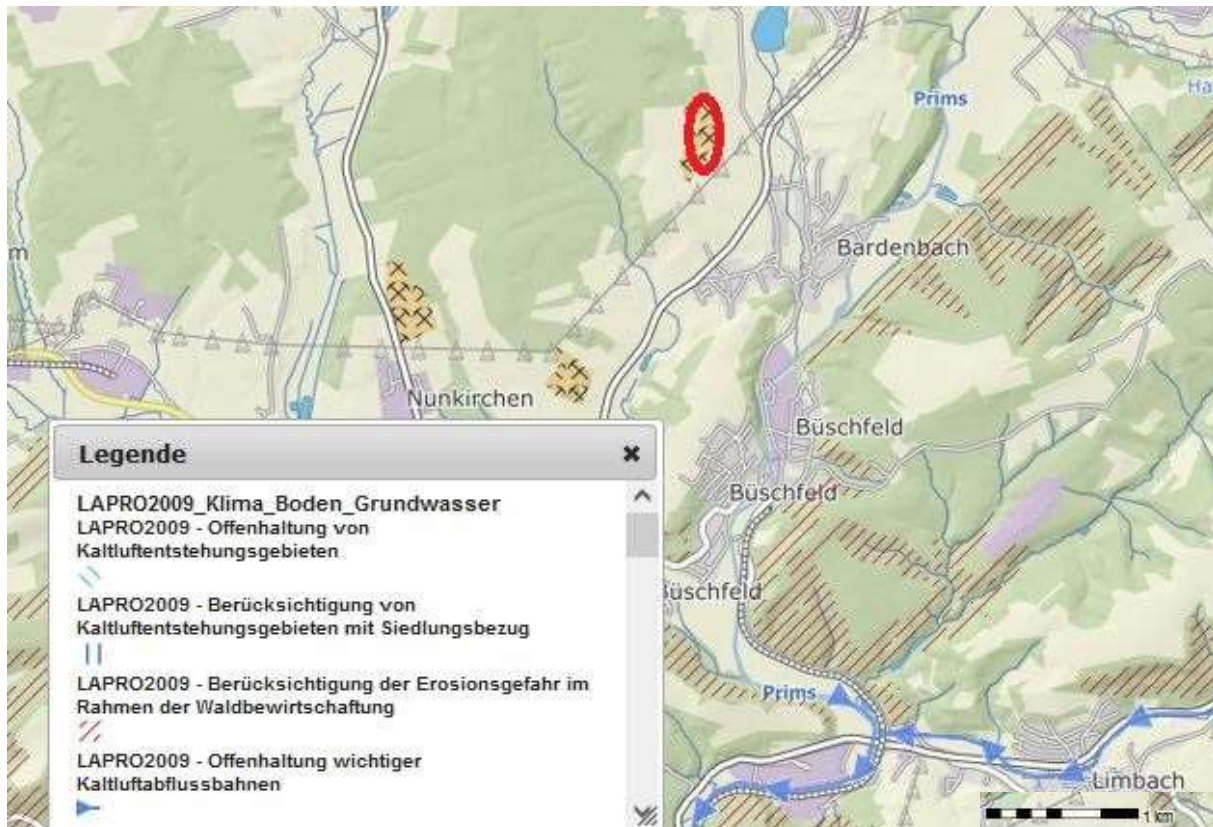 Prims
Ha
Bardenbach
m
Nunkirchen
Büschfeld
Büschfeld
Büschfeld
Prims
Limbach
1 km
Legende
LAPRO2009_Klima_Boden_Grundwasser
LAPRO2009 - Offenhaltung von
Kaltluftentstehungsgebieten
LAPRO2009 - Berücksichtigung von
Kaltluftentstehungsgebieten mit Siedlungsbezug
LAPRO2009 - Berücksichtigung der Erosionsgefahr im
Rahmen der Waldbewirtschaftung
LAPRO2009 - Offenhaltung wichtiger
Kaltluftabflussbahnen